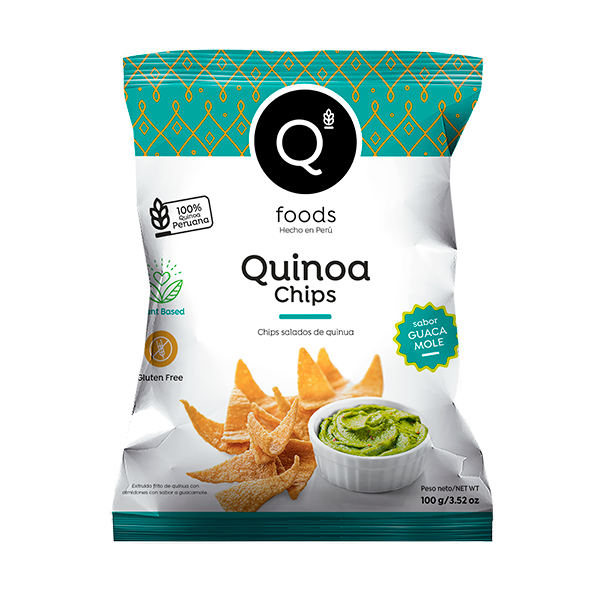 Q
foods
Hecho en Perú
100%
Quinoa
Peruana
Quinoa
Chips
Plant Based
Chips salados de quinua
sabor
GUACA
MOLE
Gluten Free
Extruido frito de quinua con
almidones con sabor a guacamole.
Peso neto/NET WT
100 g/3.52 oz